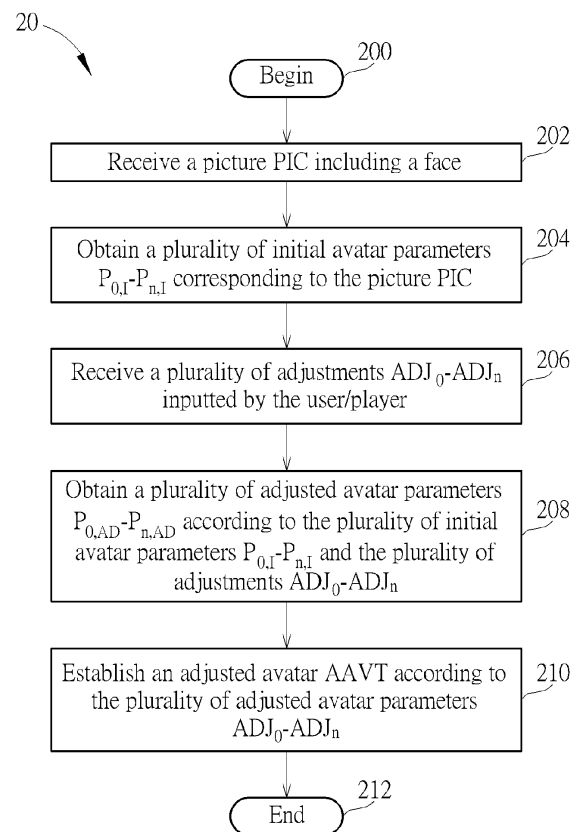 20
Begin
200
Receive a picture PIC including a face
202
Obtain a plurality of initial avatar parameters
P0,I-Pn,I corresponding to the picture PIC
204
Receive a plurality of adjustments ADJ0-ADJn
inputted by the user/player
206
Obtain a plurality of adjusted avatar parameters
P0,AD-Pn,AD according to the plurality of initial
avatar parameters P0,I-Pn,I and the plurality of
adjustments ADJ0-ADJn
208
Establish an adjusted avatar AAVT according to
the plurality of adjusted avatar parameters
ADJ0-ADJn
210
End
212